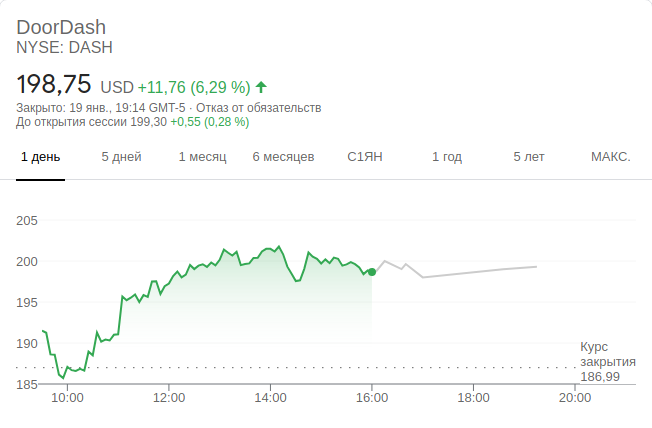 DoorDash
NYSE: DASH
198,75 USD +11,76 (6,29 %)
Закрыто: 19 янв., 19:14 GMT-5 · Отказ от обязательств
До открытия сессии 199,30 +0,55 (0,28 %)
1 день 5 дней 1 месяц 6 месяцев С1ЯН 1 год 5 лет МАКС.
205
200
195
190
Курс
закрытия
186,99
185
10:00 12:00 14:00 16:00 18:00 20:00